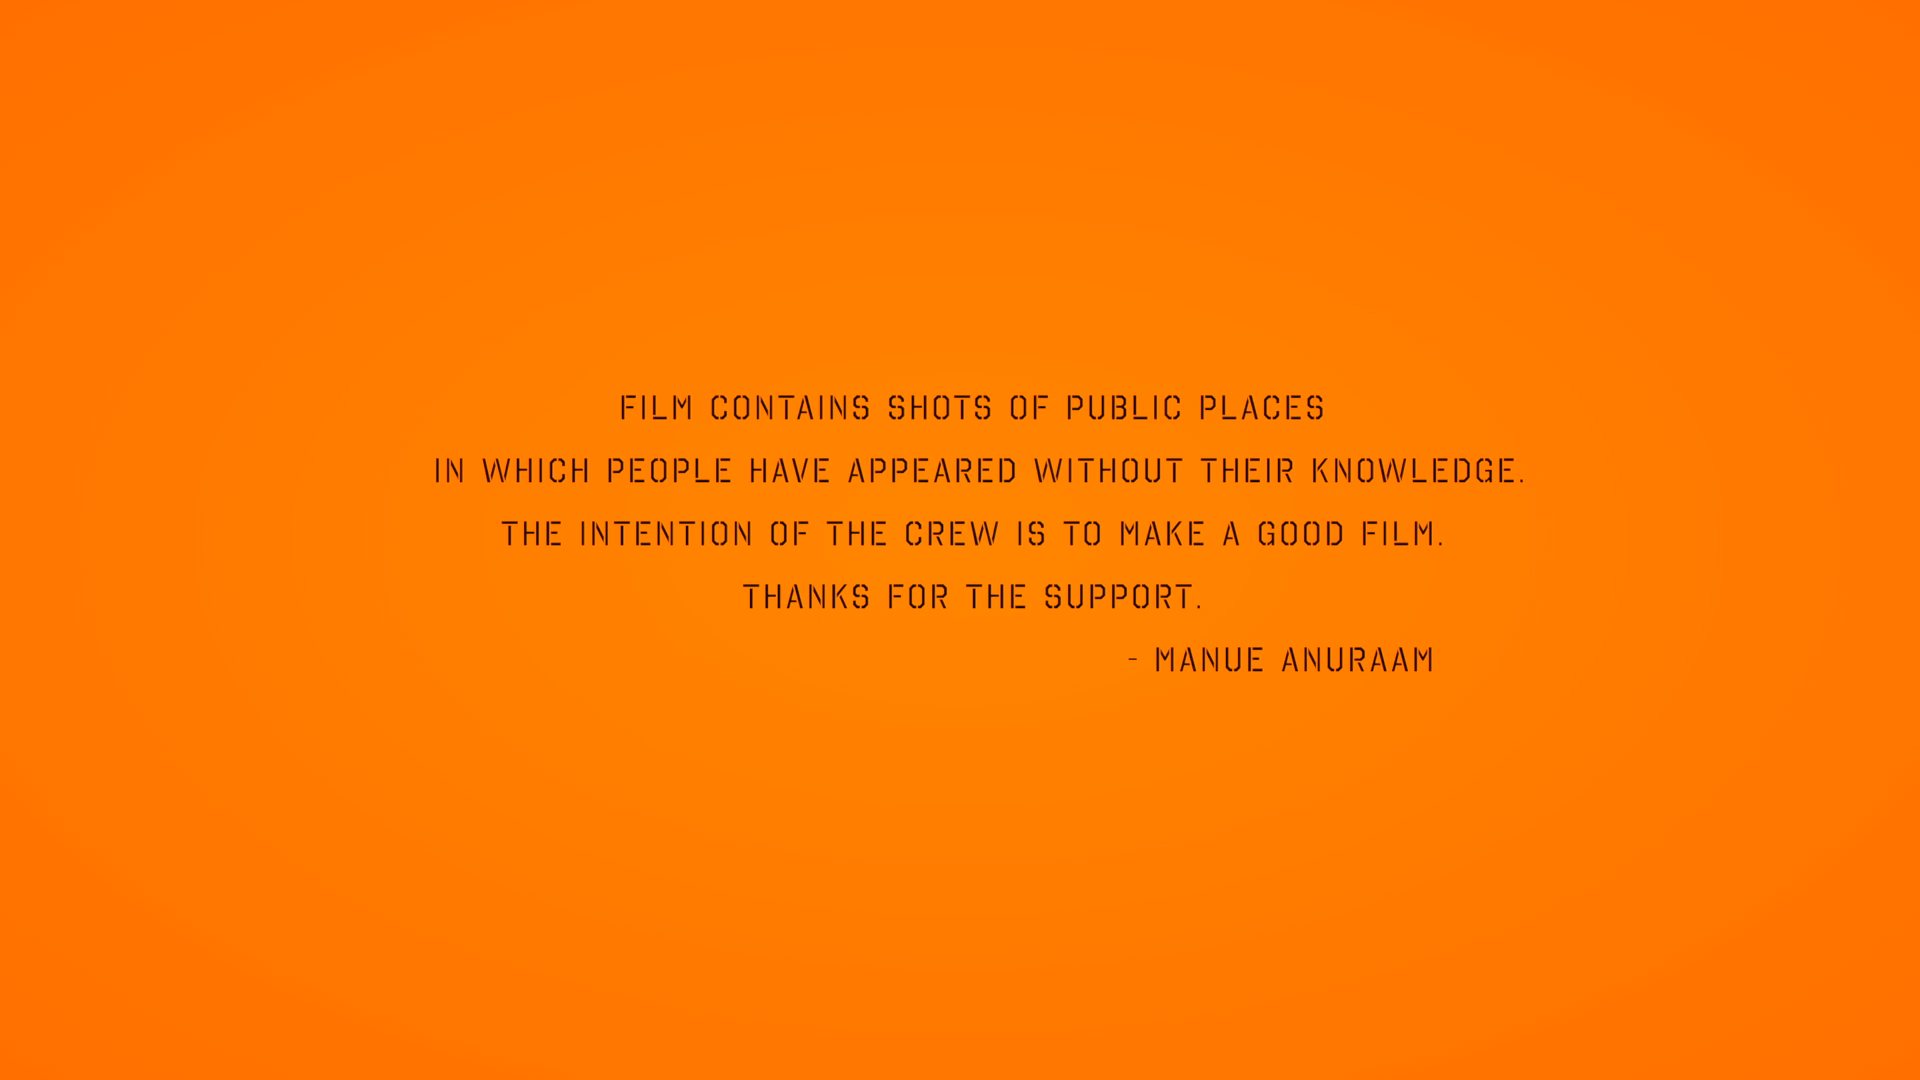 FILM CONTAINS SHOTS OF PUBLIC PLACES
IN WHICH PEOPLE HAVE APPEARED WITHOUT THEIR KNOWLEDGE.
THE INTENTION OF THE CREW IS TO MAKE A GOOD FILM.
THANKS FOR THE SUPPORT.
- MANUE ANURAAM